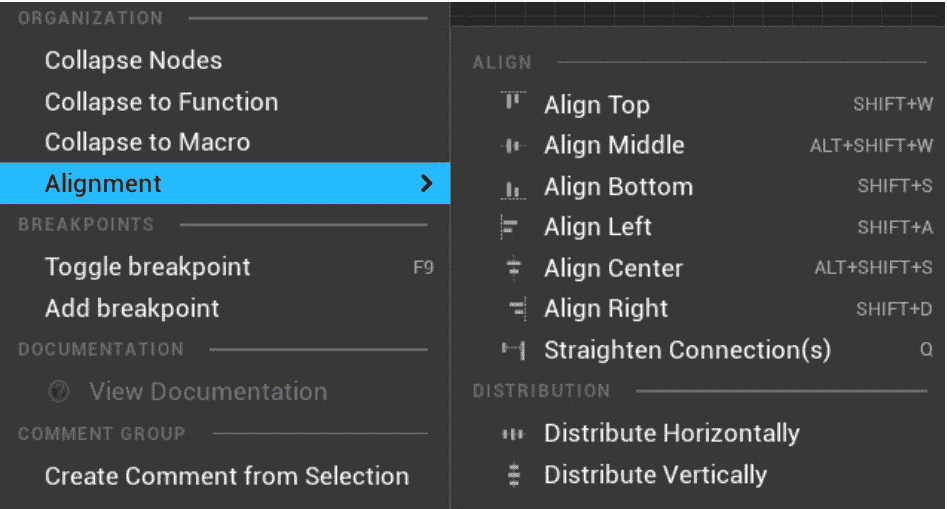 ORGANIZATION
Collapse Nodes
Collapse to Function
Collapse to Macro
Alignment
BREAKPOINTS
Toggle breakpoint F9
Add breakpoint
DOCUMENTATION
View Documentation
COMMENT GROUP
Create Comment from Selection
ALIGN
Align Top SHIFT+W
Align Middle ALT+SHIFT+W
Align Bottom SHIFT+S
Align Left SHIFT+A
Align Center ALT+SHIFT+S
Align Right SHIFT+D
Straighten Connection(s) Q
DISTRIBUTION
Distribute Horizontally
Distribute Vertically